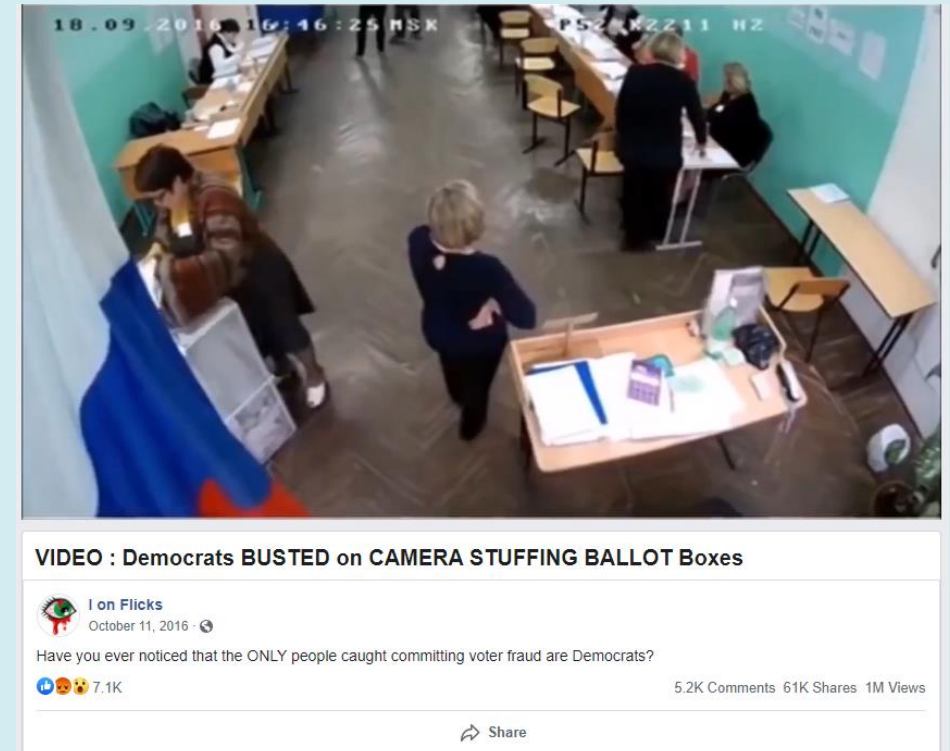 18.09.2016 16:46:25 MSK
VIDEO : Democrats BUSTED on CAMERA STUFFING BALLOT Boxes
I on Flicks
October 11, 2016 ·
Have you ever noticed that the ONLY people caught committing voter fraud are Democrats?
7.1K 5.2K Comments 61K Shares 1M Views
Share